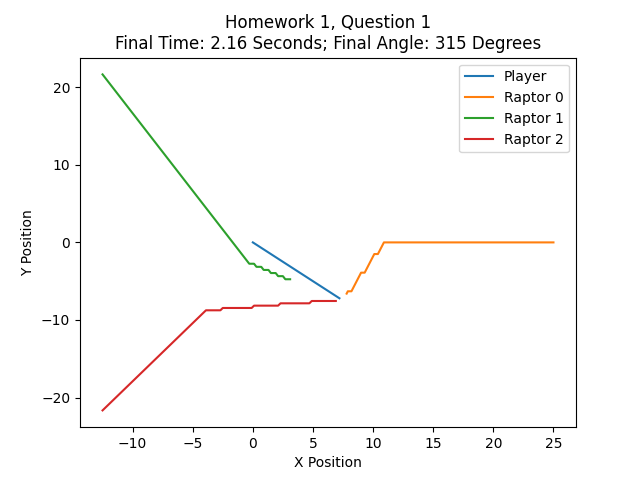 Homework 1, Question 1
Final Time: 2.16 Seconds; Final Angle: 315 Degrees
Player
Raptor 0
Raptor 1
Raptor 2
20
10
0
−10
−20
Y Position
−10
−5
0
5
10
15
20
25
X Position